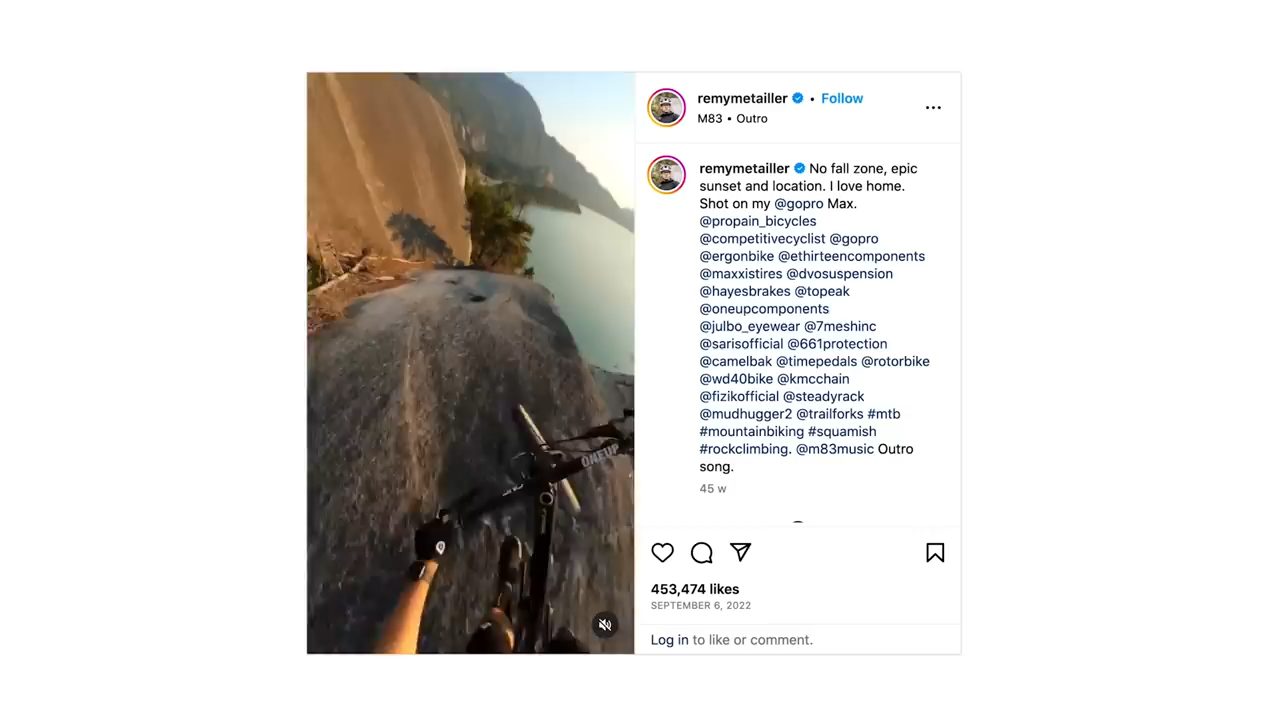 remymetailler • Follow
M83 • Outro
remymetailler No fall zone, epic
sunset and location. I love home.
Shot on my @gopro Max.
@propain_bicycles
@competitivecyclist @gopro
@ergonbike @ethirteencomponents
@maxxistires @dvosuspension
@hayesbrakes @topeak
@oneupcomponents
@julbo_eyewear @7meshinc
@sarisofficial @661protection
@camelbak @timepedals @rotorbike
@wd40bike @kmcchain
@fizikofficial @steadyrack
@mudhugger2 @trailforks #mtb
#mountainbiking #squamish
#rockclimbing. @m83music Outro
song.
45 w
ONEUP
453,474 likes
SEPTEMBER 6, 2022
Log in to like or comment.